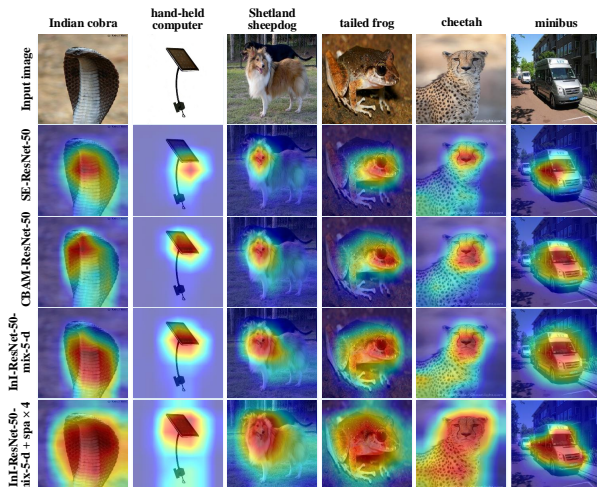 Indian cobra
hand-held
computer
Shetland
sheepdog
tailed frog
cheetah
minibus
Input image
SE-ResNet-50
CBAM-ResNet-50
InI-ResNet-50-
mix-5-d
InI-ResNet-50-
mix-5-d + spa × 4